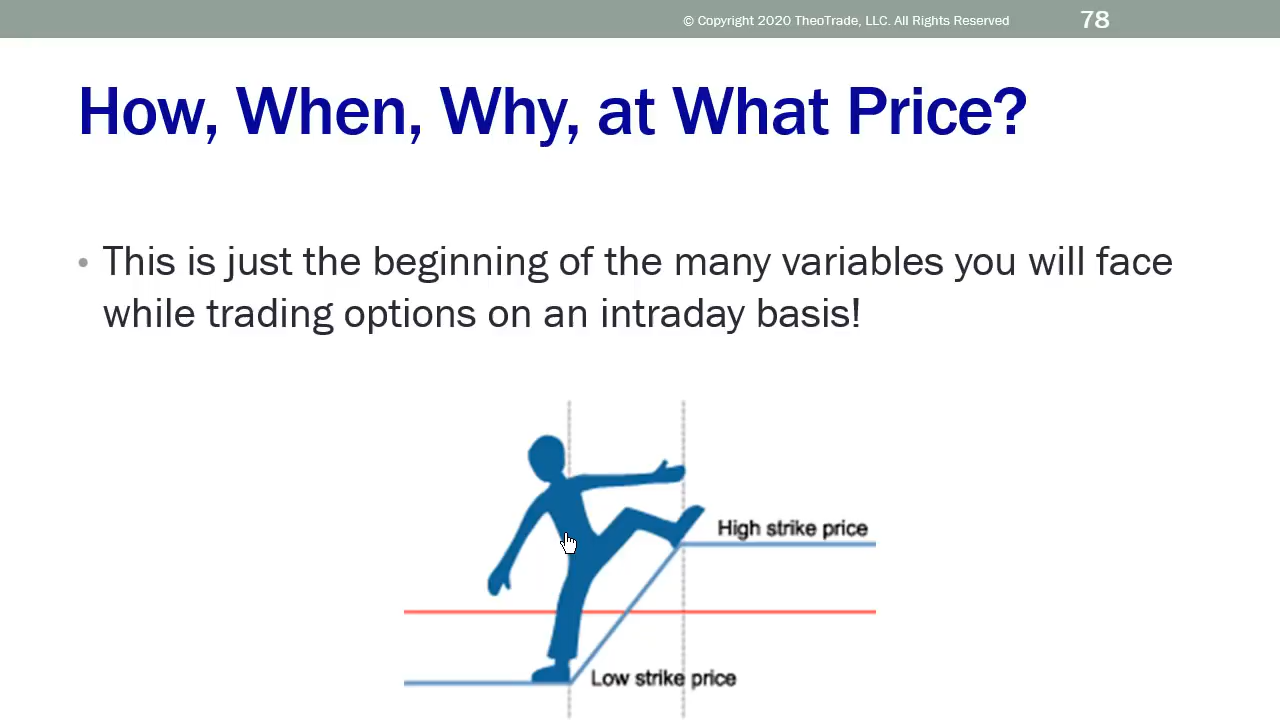 © Copyright 2020 TheoTrade, LLC. All Rights Reserved
78
How, When, Why, at What Price?
• This is just the beginning of the many variables you will face
while trading options on an intraday basis!
High strike price
Low strike price